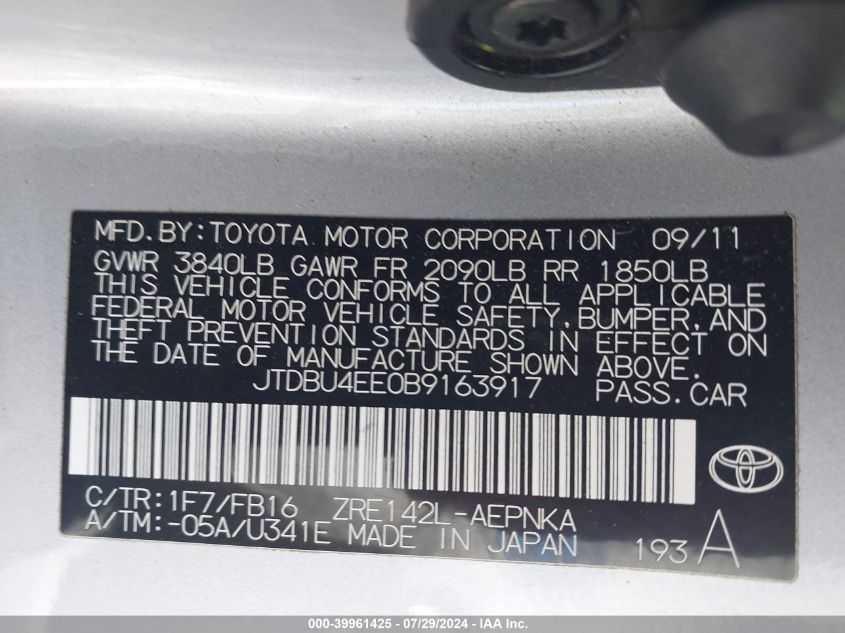 MFD.BY:TOYOTA MOTOR CORPORATION 09/11
GVWR 3840LB GAWR FR 2090LB RR 1850LB
THIS VEHICLE CONFORMS TO ALL APPLICABLE
FEDERAL MOTOR VEHICLE SAFETY,BUMPER,AND
THEFT PREVENTION STANDARDS IN EFFECT ON
THE DATE OF MANUFACTURE SHOWN ABOVE.
JTDBU4EE0B9163917 PASS.CAR
C/TR:1F7/FB16 ZRE142L-AEPNKA
A/TM:-05A/U341E MADE IN JAPAN 193 A
000-39961425 - 07/29/2024 - IAA Inc.